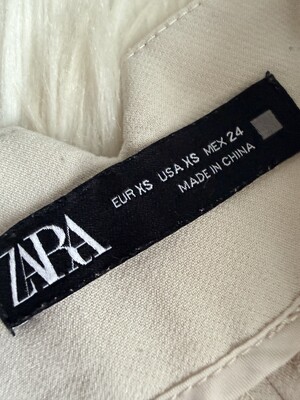 ZARA
EUR XS USA XS MEX 24
MADE IN CHINA